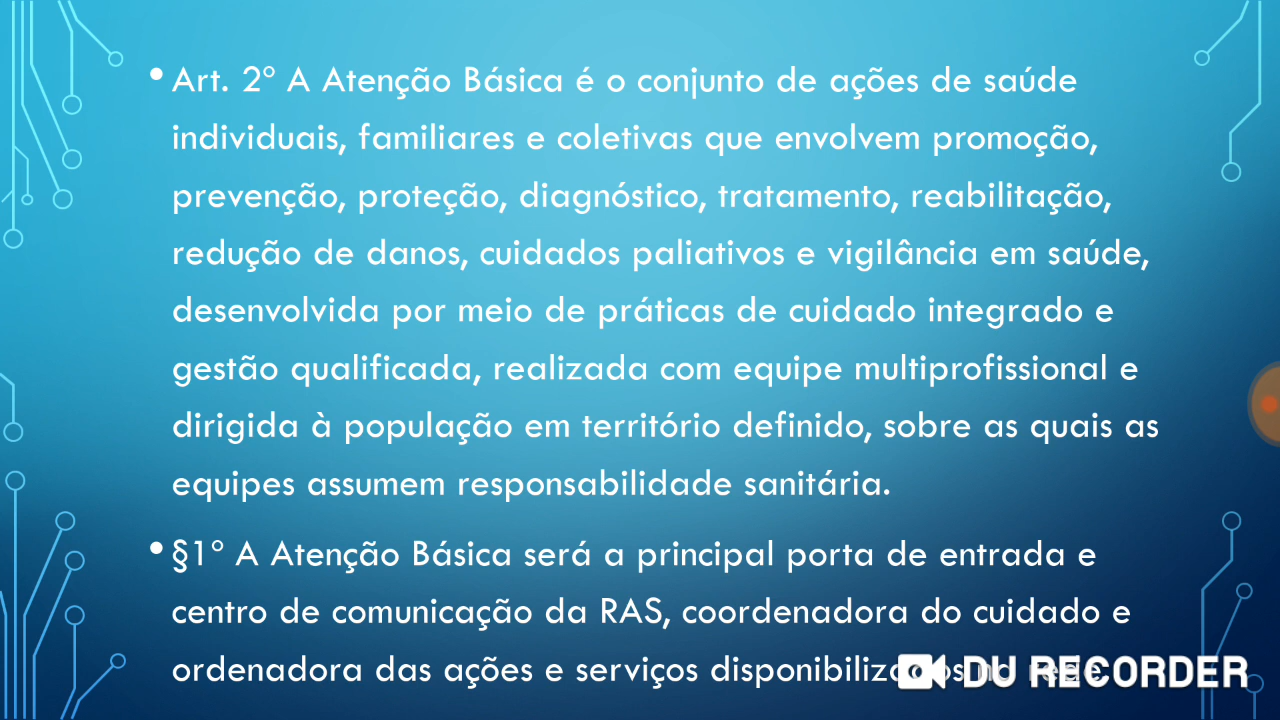 • Art. 2º A Atenção Básica é o conjunto de ações de saúde
individuais, familiares e coletivas que envolvem promoção,
prevenção, proteção, diagnóstico, tratamento, reabilitação,
redução de danos, cuidados paliativos e vigilância em saúde,
desenvolvida por meio de práticas de cuidado integrado e
gestão qualificada, realizada com equipe multiprofissional e
dirigida à população em território definido, sobre as quais as
equipes assumem responsabilidade sanitária.
• §1º A Atenção Básica será a principal porta de entrada e
centro de comunicação da RAS, coordenadora do cuidado e
ordenadora das ações e serviços disponibilizados na rede
DU RECORDER